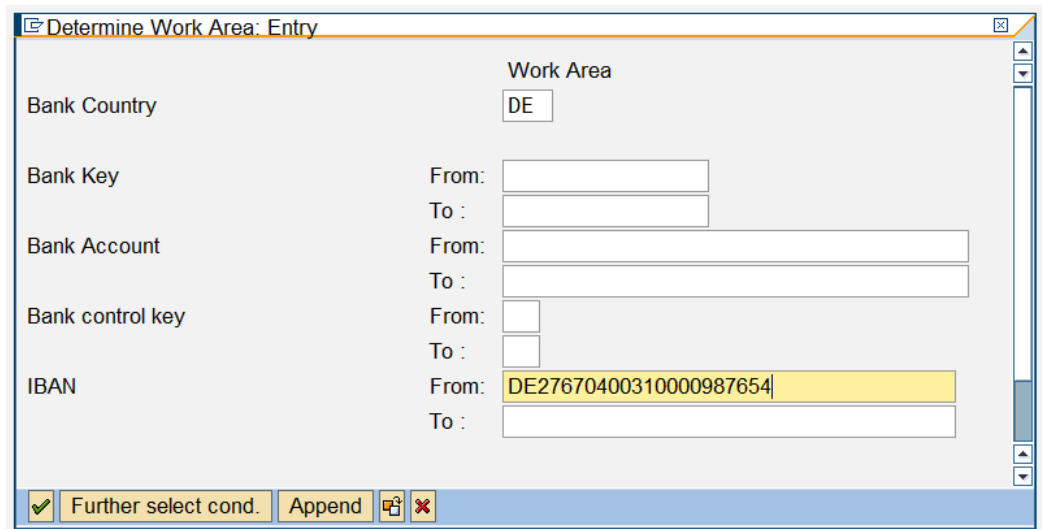 Determine Work Area: Entry
Work Area
Bank Country DE
Bank Key From:
To :
Bank Account From:
To :
Bank control key From:
To :
IBAN From: DE27670400310000987654
To :
Further select cond. Append